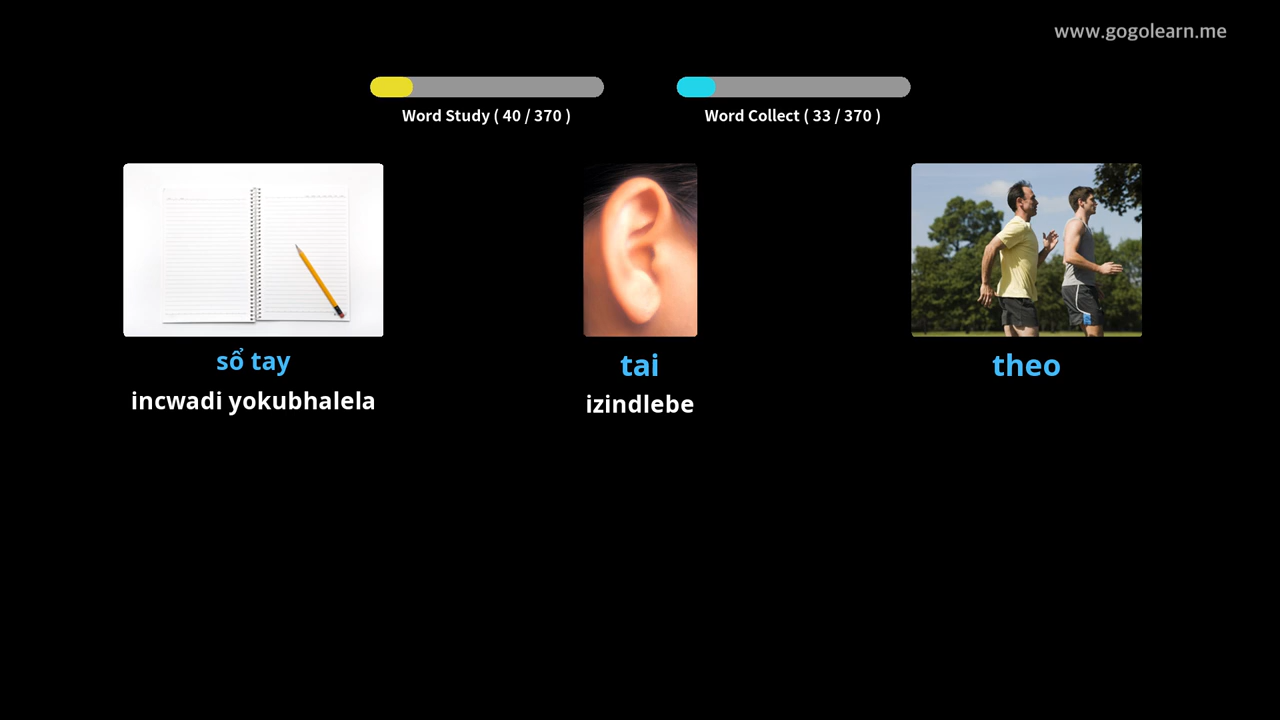 www.gogolearn.me
Word Study ( 40 / 370 )
Word Collect ( 33 / 370 )
sổ tay
incwadi yokubhalela
tai
izindlebe
theo